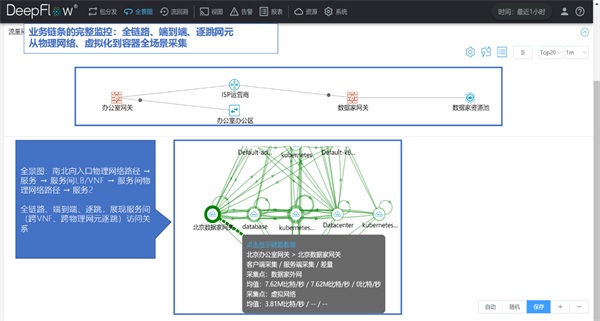 DeepFlow®
包分发 全景图 流回溯 视图 告警 报表 资源 系统
时间: 最近1小时
业务链条的完整监控：全链路、端到端、逐跳网元
从物理网络、虚拟化到容器全场景采集
Top20 1m
ISP运营商
办公室网关
数据家网关
数据家资源池
办公室办公区
全景图：南北向入口物理网络路径 →
服务 → 服务间LB/VNF → 服务间物
理网络路径 → 服务2
全链路，端到端、逐跳，展现服务间
（跨VNF、跨物理网元逐跳）访问关
系
Default-ad...
kubernetes...
Default-k8...
北京数据家网关
database
kubernetes...
Datacenter
kubernetes...
点击显示链路数据
北京办公室网关 > 北京数据家网关
客户端采集 / 服务端采集 / 差量
采集点：数据家外网
均值：7.62M比特/秒 / 7.62M比特/秒 / 0比特/秒
采集点：虚拟网络
均值：3.81M比特/秒 / -- / --
自动 随机 保存